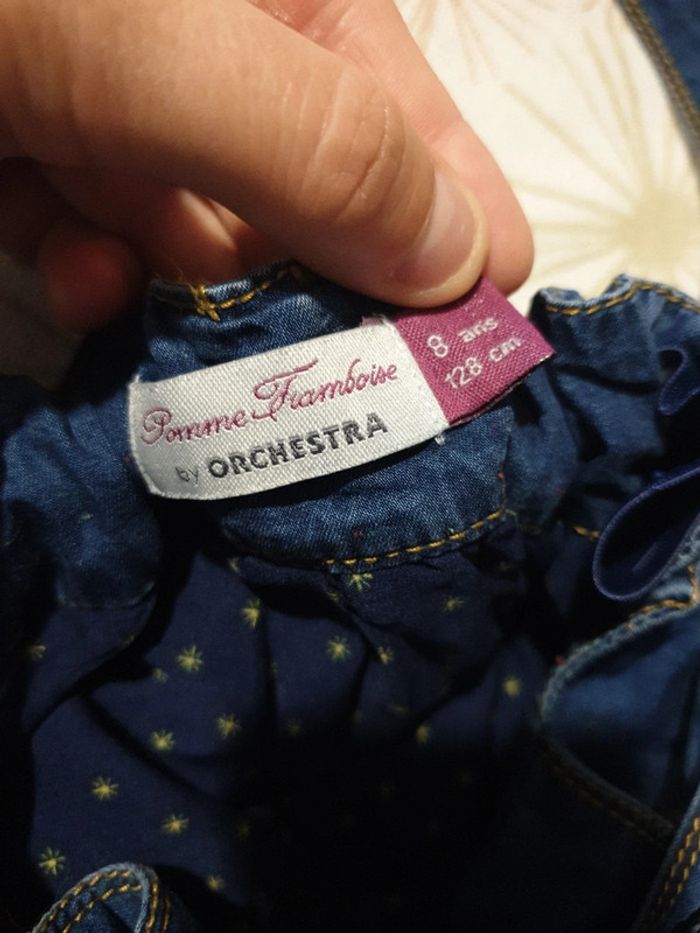 Pomme Framboise
by ORCHESTRA
8 ans
128 cm